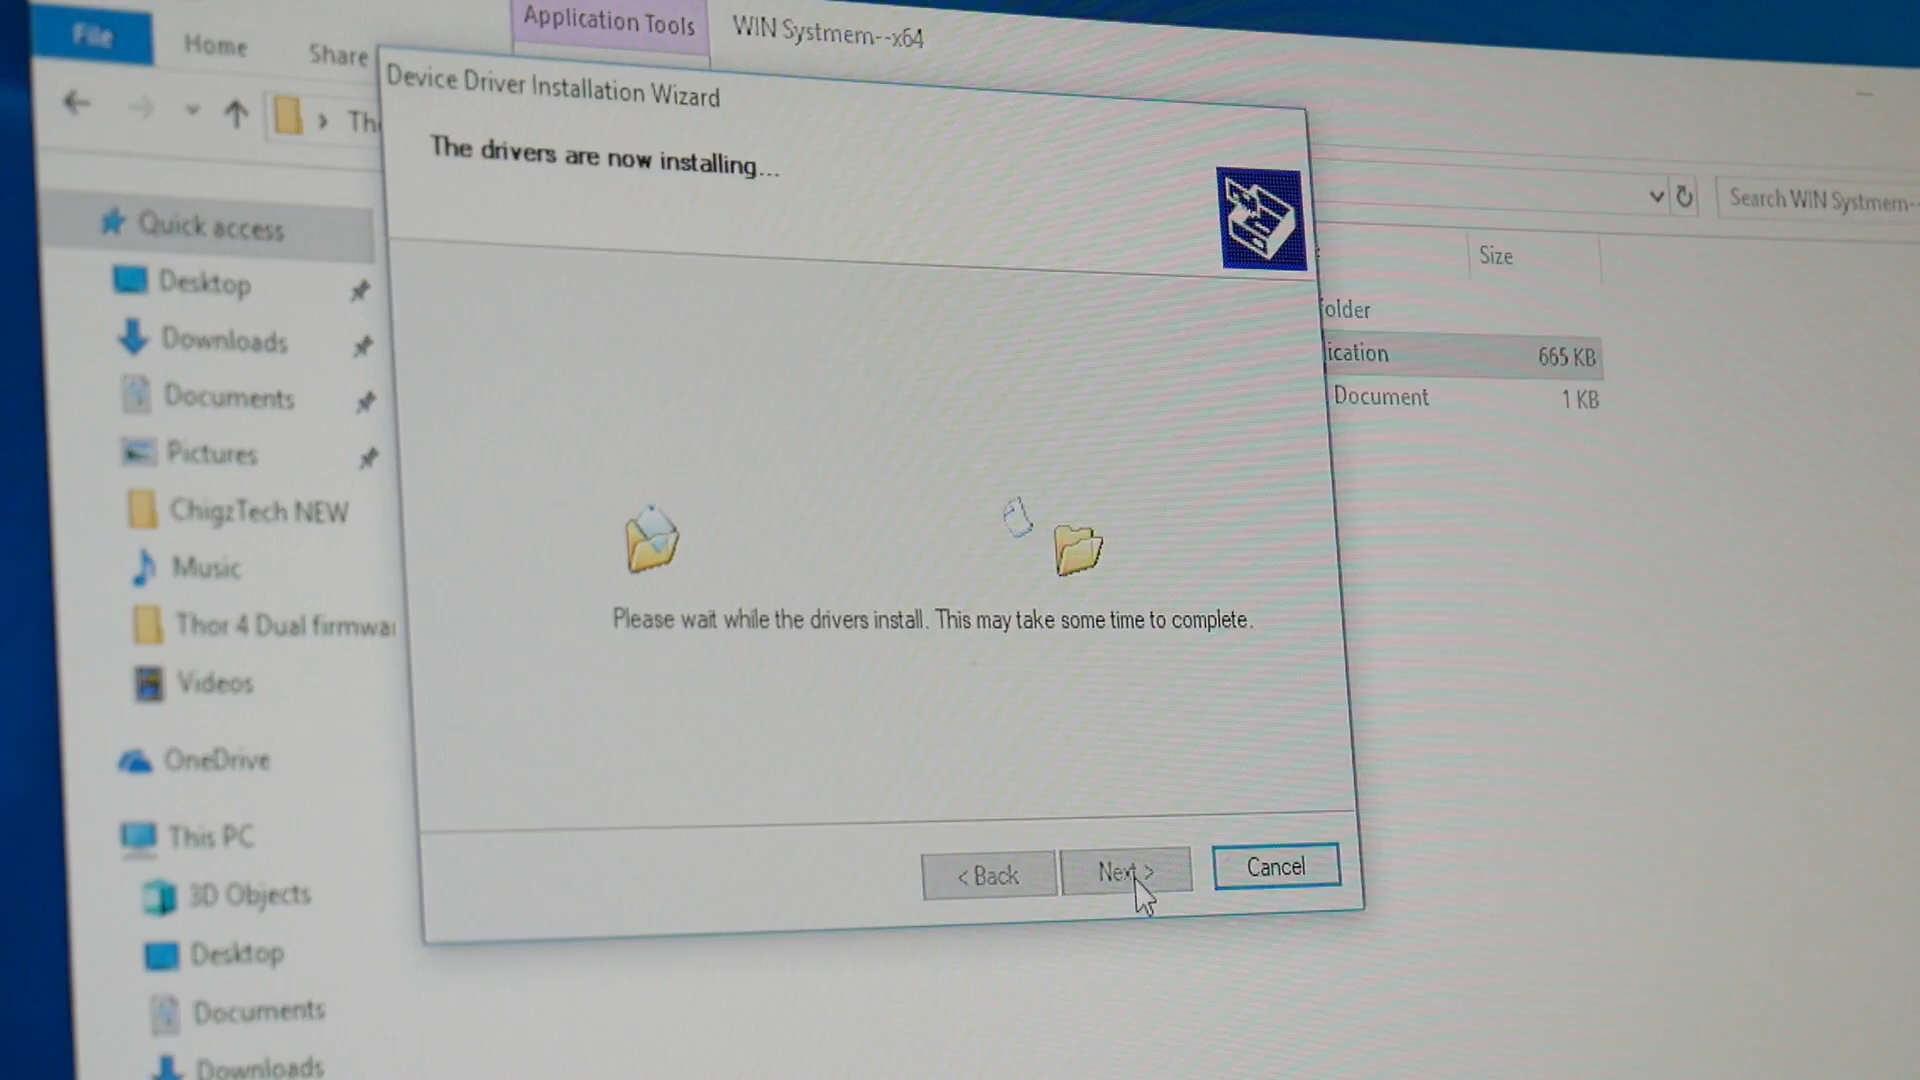 File
Home
Share
Application Tools
WIN Systmem--x64
Device Driver Installation Wizard
The drivers are now installing...
Search WIN Systmem--
Quick access
Size
Desktop
older
Downloads
ication
665 KB
Documents
Document
1 KB
Pictures
ChigzTech NEW
Music
Thor 4 Dual firmwar
Please wait while the drivers install. This may take some time to complete.
Videos
OneDrive
This PC
< Back
Next >
Cancel
3D Objects
Desktop
Documents
Downloads